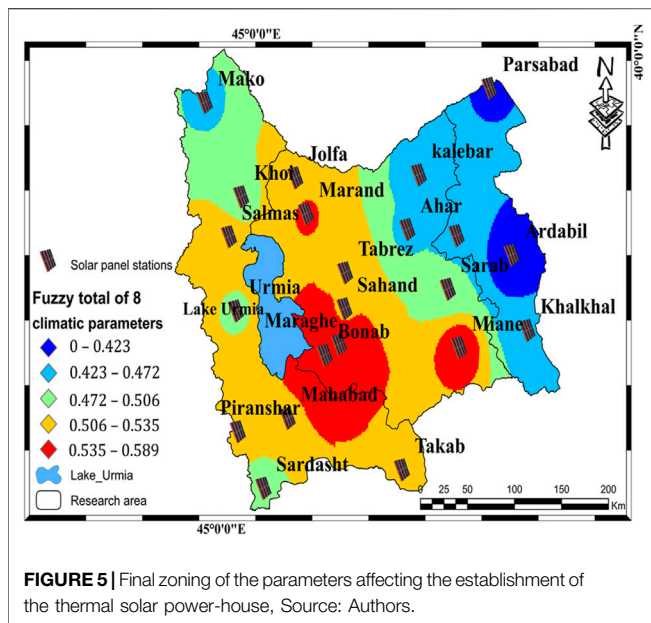 45°0'0"E
40°0'0"N
N
Parsabad
Mako
Jolfa
kalebar
Khoi
Marand
Salmas
Ahar
Ardabil
Tabrez
Sarab
Solar panel stations
Urmia
Sahand
Fuzzy total of 8
climatic parameters
Lake Urmia
Maraghe
Bonab
Miane
Khalkhal
0 – 0.423
0.423 – 0.472
0.472 – 0.506
0.506 – 0.535
0.535 – 0.589
Mahabad
Piranshar
Takab
Sardasht
Lake_Urmia
Research area
0 25 50 100 150 200
Km
45°0'0"E
FIGURE 5 | Final zoning of the parameters affecting the establishment of
the thermal solar power-house, Source: Authors.